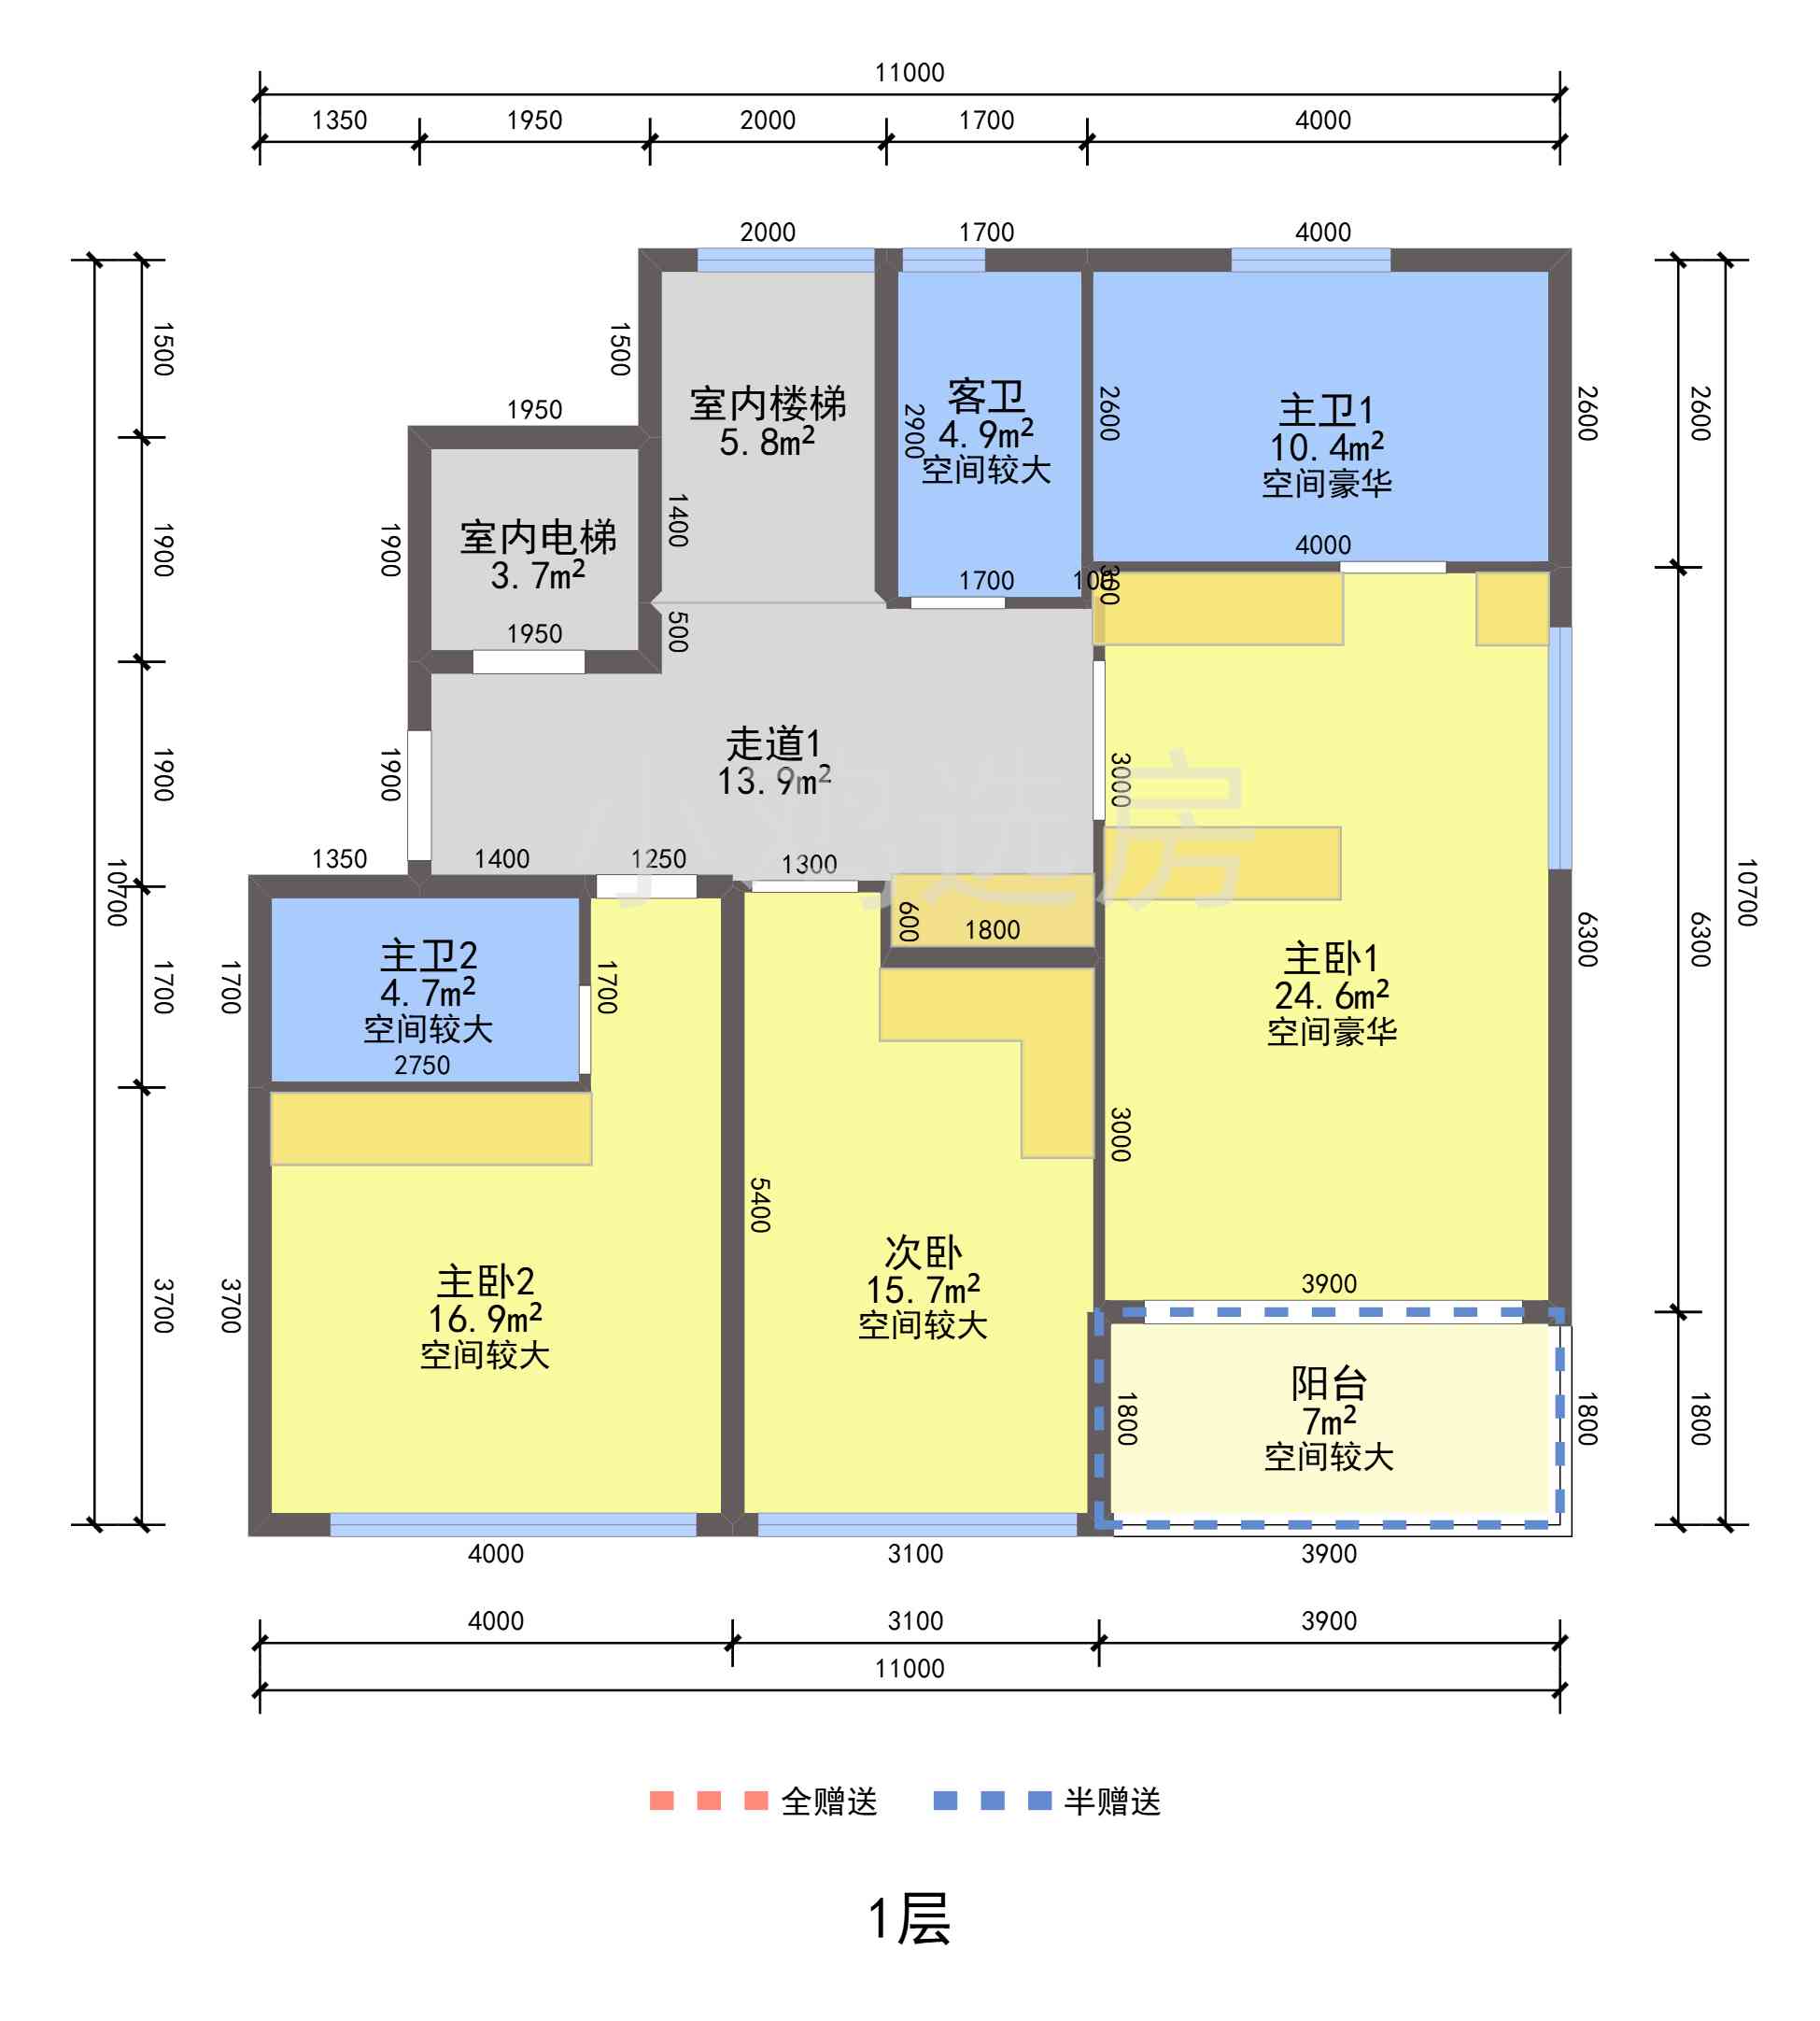 11000
1350
1950
2000
1700
4000
2000
1700
4000
1500
1500
1950
室内楼梯
5.8m²
客卫
4.9m²
空间较大
2900
2600
主卫1
10.4m²
空间豪华
2600
2600
1900
1900
室内电梯
3.7m²
1400
4000
1700
100
300
1950
500
走道1
13.9m²
小鸡选房
1900
1900
3000
1350
1400
1250
1300
10700
600
1800
主卧1
24.6m²
空间豪华
6300
6300
10700
1700
1700
主卫2
4.7m²
空间较大
2750
1700
3000
5400
3700
3700
主卧2
16.9m²
空间较大
次卧
15.7m²
空间较大
3900
阳台
7m²
空间较大
1800
1800
1800
4000
3100
3900
4000
3100
3900
11000
全赠送
半赠送
1层